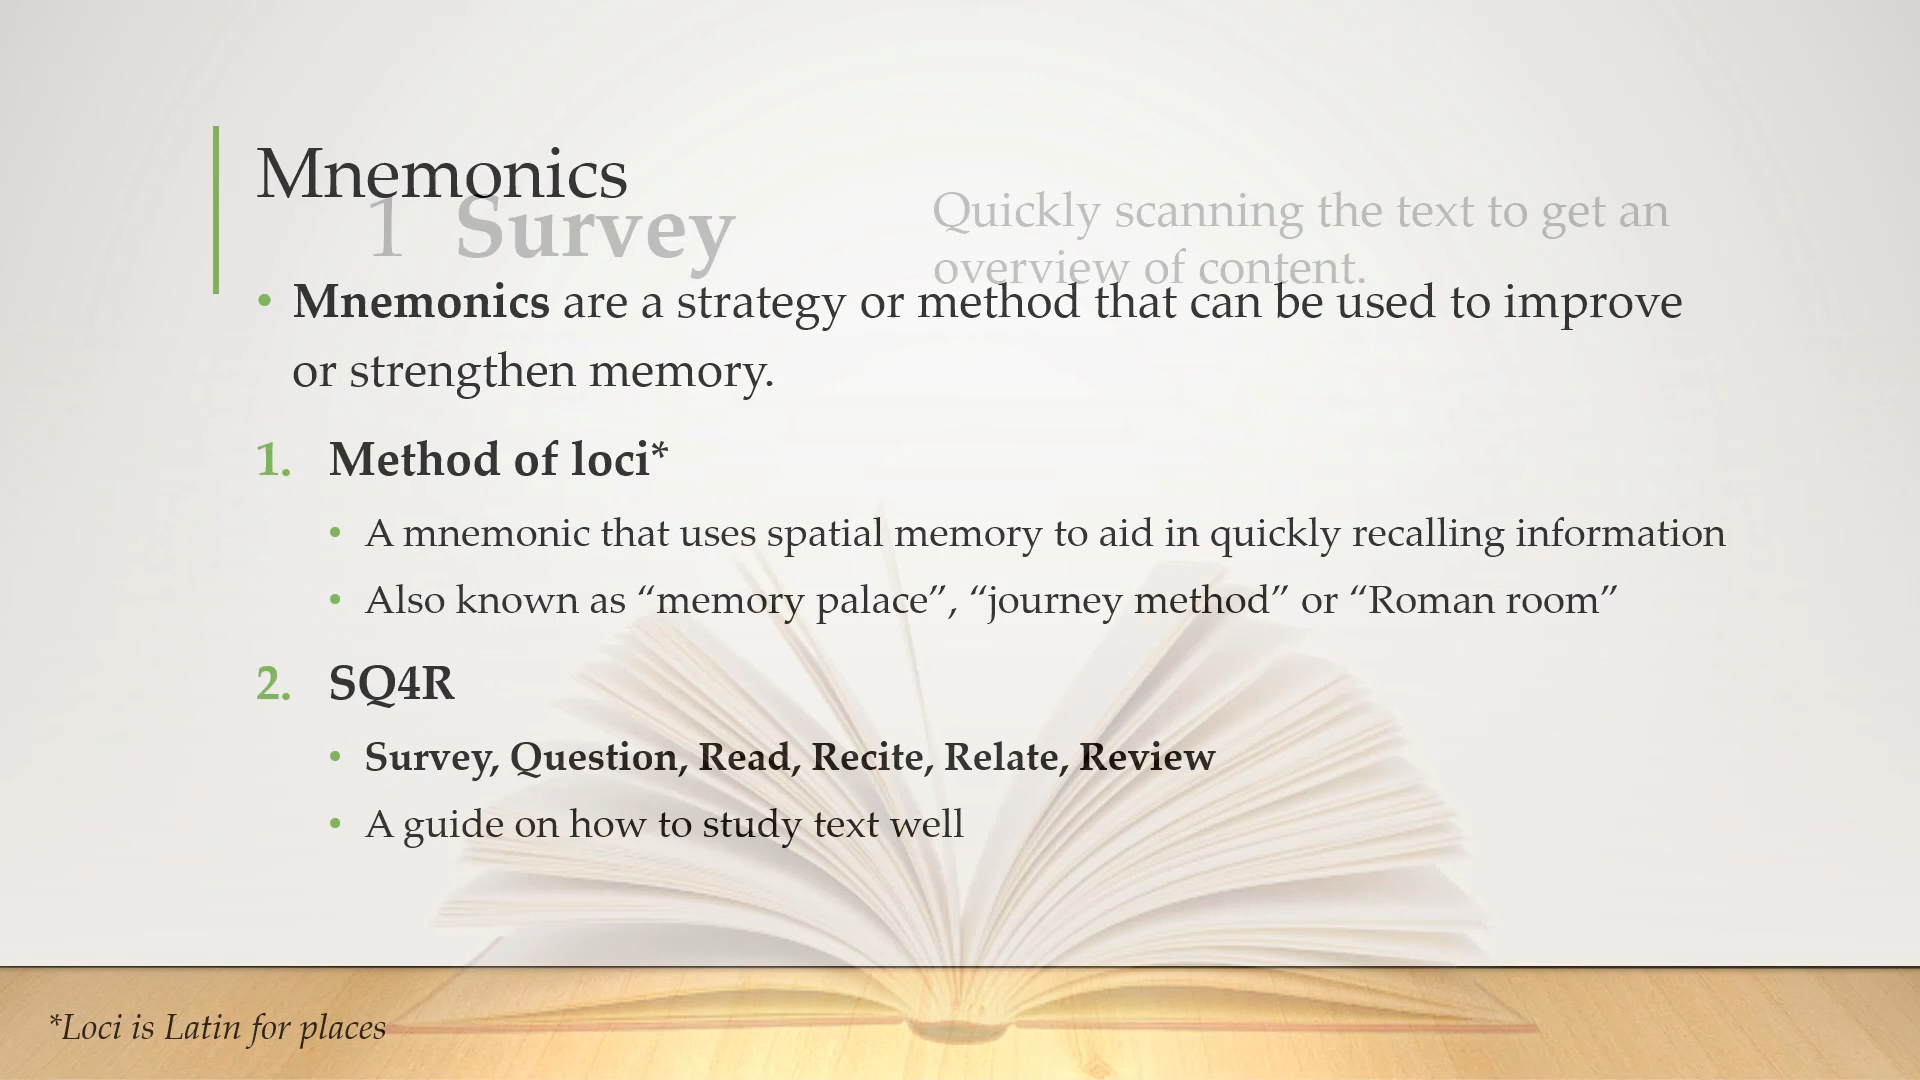 Mnemonics
1 Survey
Quickly scanning the text to get an
overview of content.
• Mnemonics are a strategy or method that can be used to improve
or strengthen memory.
1. Method of loci*
• A mnemonic that uses spatial memory to aid in quickly recalling information
• Also known as “memory palace”, “journey method” or “Roman room”
2. SQ4R
• Survey, Question, Read, Recite, Relate, Review
• A guide on how to study text well
*Loci is Latin for places